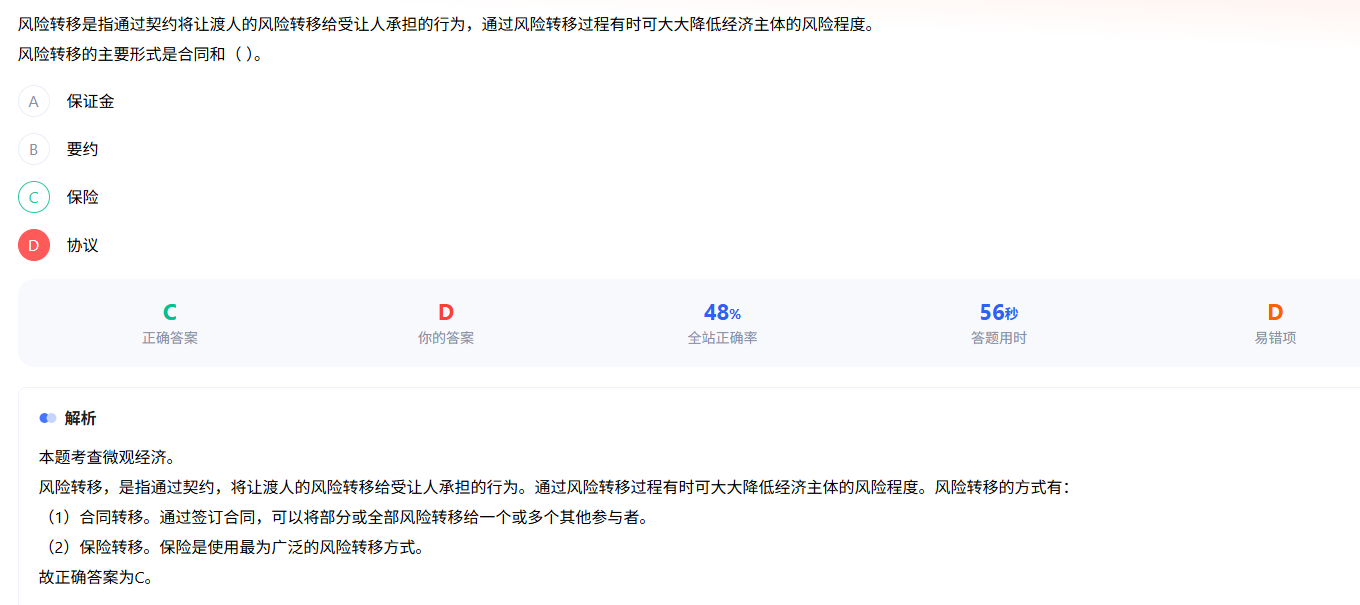 风险转移是指通过契约将让渡人的风险转移给受让人承担的行为，通过风险转移过程有时可大大降低经济主体的风险程度。
风险转移的主要形式是合同和（ ）。
A 保证金
B 要约
C 保险
D 协议
C D 48% 56秒 D
正确答案 你的答案 全站正确率 答题用时 易错项
解析
本题考查微观经济。
风险转移，是指通过契约，将让渡人的风险转移给受让人承担的行为。通过风险转移过程有时可大大降低经济主体的风险程度。风险转移的方式有：
（1）合同转移。通过签订合同，可以将部分或全部风险转移给一个或多个其他参与者。
（2）保险转移。保险是使用最为广泛的风险转移方式。
故正确答案为C。